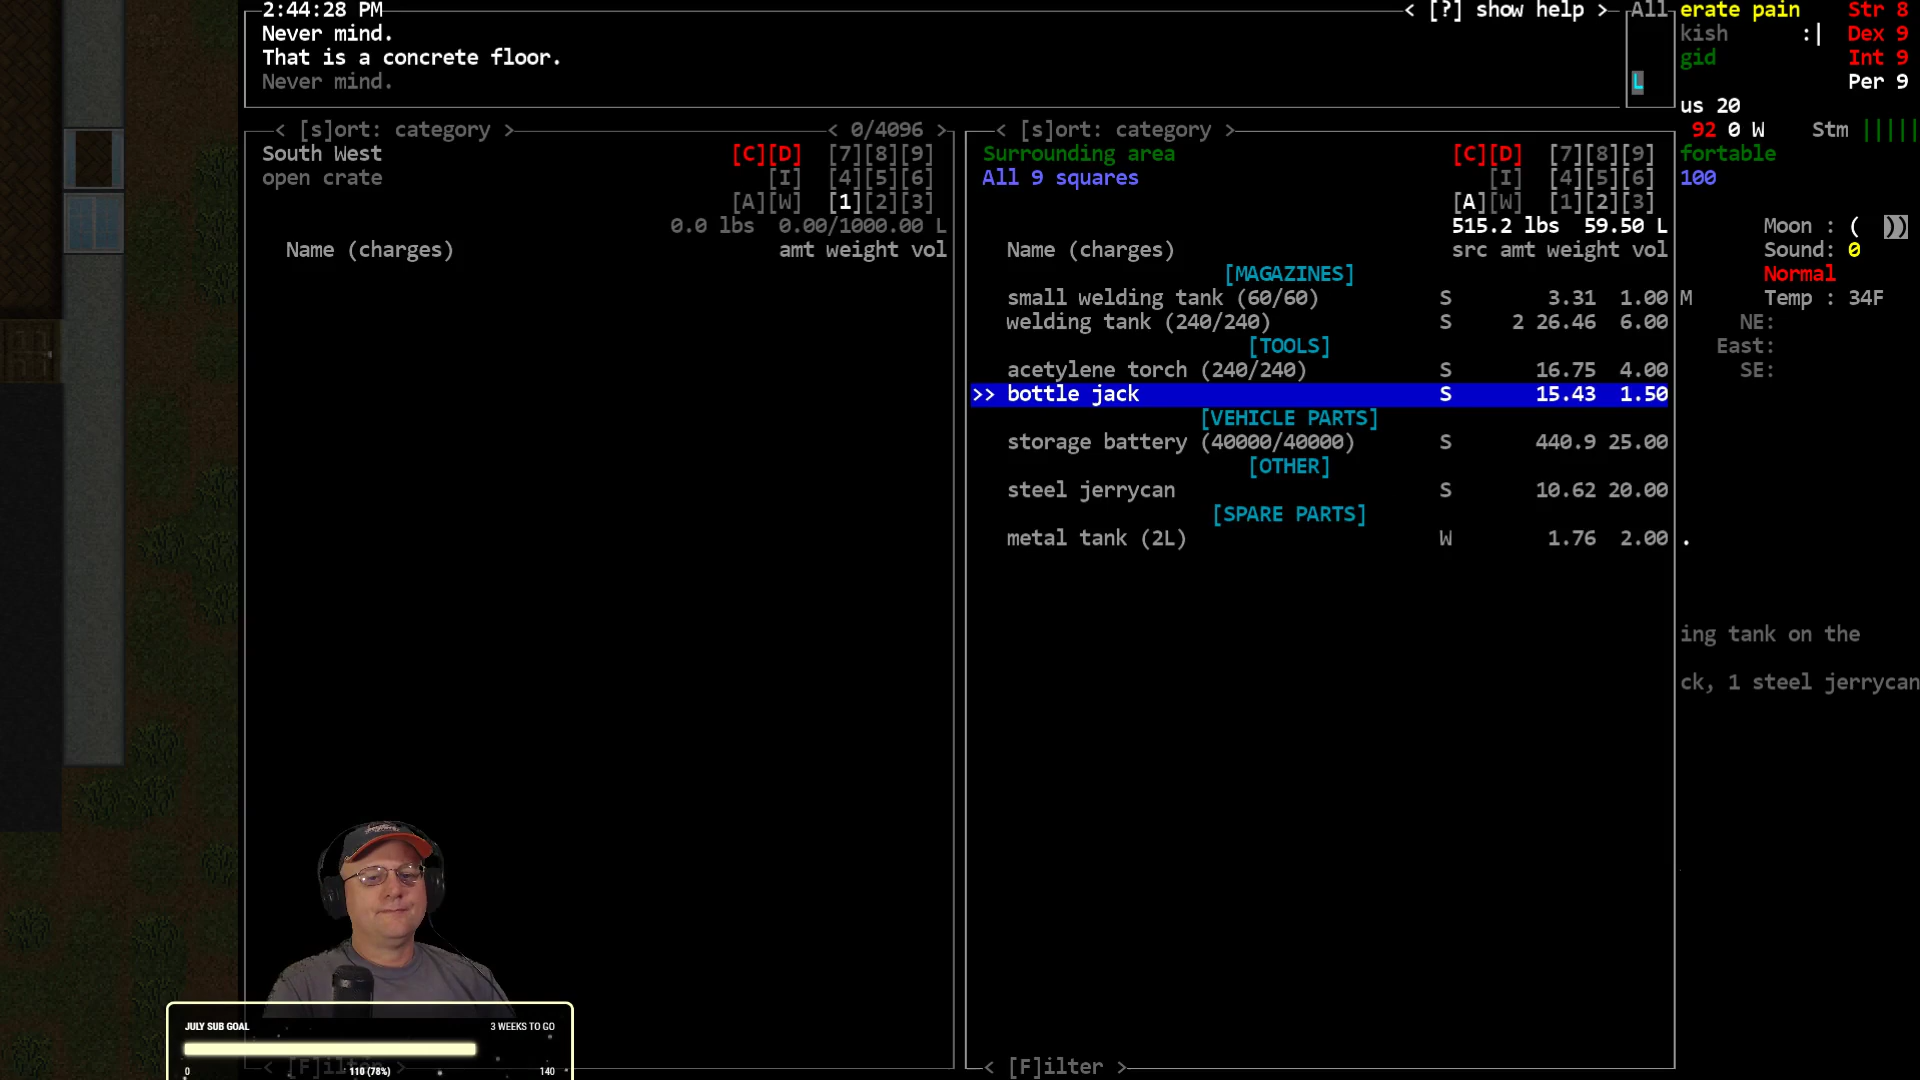 2:44:28 PM
Never mind.
That is a concrete floor.
Never mind.
< [?] show help >
All
L
erate pain
Str 8
kish :|
Dex 9
gid
Int 9
Per 9
us 20
92 0 W Stm |||||
fortable
100
Moon : ( ))
Sound: 0
Normal
M Temp : 34F
NE:
East:
SE:
.
ing tank on the
ck, 1 steel jerrycan
< [s]ort: category >
< 0/4096 >
South West
[C][D] [7][8][9]
open crate
[I] [4][5][6]
[A][W] [1][2][3]
0.0 lbs 0.00/1000.00 L
Name (charges) amt weight vol
< [F]il
< [s]ort: category >
Surrounding area
[C][D] [7][8][9]
All 9 squares
[I] [4][5][6]
[A][W] [1][2][3]
515.2 lbs 59.50 L
Name (charges) src amt weight vol
[MAGAZINES]
small welding tank (60/60) S 3.31 1.00
welding tank (240/240) S 2 26.46 6.00
[TOOLS]
acetylene torch (240/240) S 16.75 4.00
>> bottle jack S 15.43 1.50
[VEHICLE PARTS]
storage battery (40000/40000) S 440.9 25.00
[OTHER]
steel jerrycan S 10.62 20.00
[SPARE PARTS]
metal tank (2L) W 1.76 2.00
< [F]ilter >
JULY SUB GOAL
3 WEEKS TO GO
0
110 (78%)
140